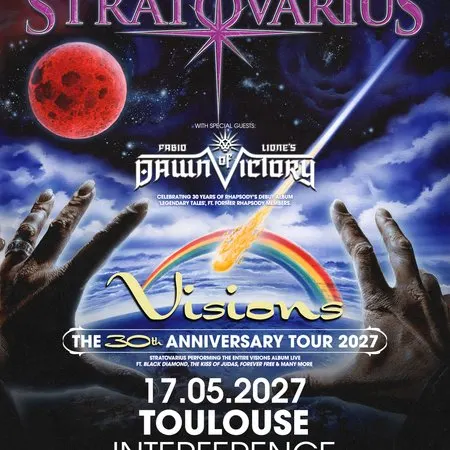 STRATOVARIUS
WITH SPECIAL GUESTS:
FABIO LIONE'S
DAWN OF VICTORY
CELEBRATING 30 YEARS OF RHAPSODY'S DEBUT ALBUM
'LEGENDARY TALES', FT. FORMER RHAPSODY MEMBERS
Visions
THE 30th ANNIVERSARY TOUR 2027
STRATOVARIUS PERFORMING THE ENTIRE VISIONS ALBUM LIVE
FT. BLACK DIAMOND, THE KISS OF JUDAS, FOREVER FREE & MANY MORE
17.05.2027
TOULOUSE
INTERFERENCE